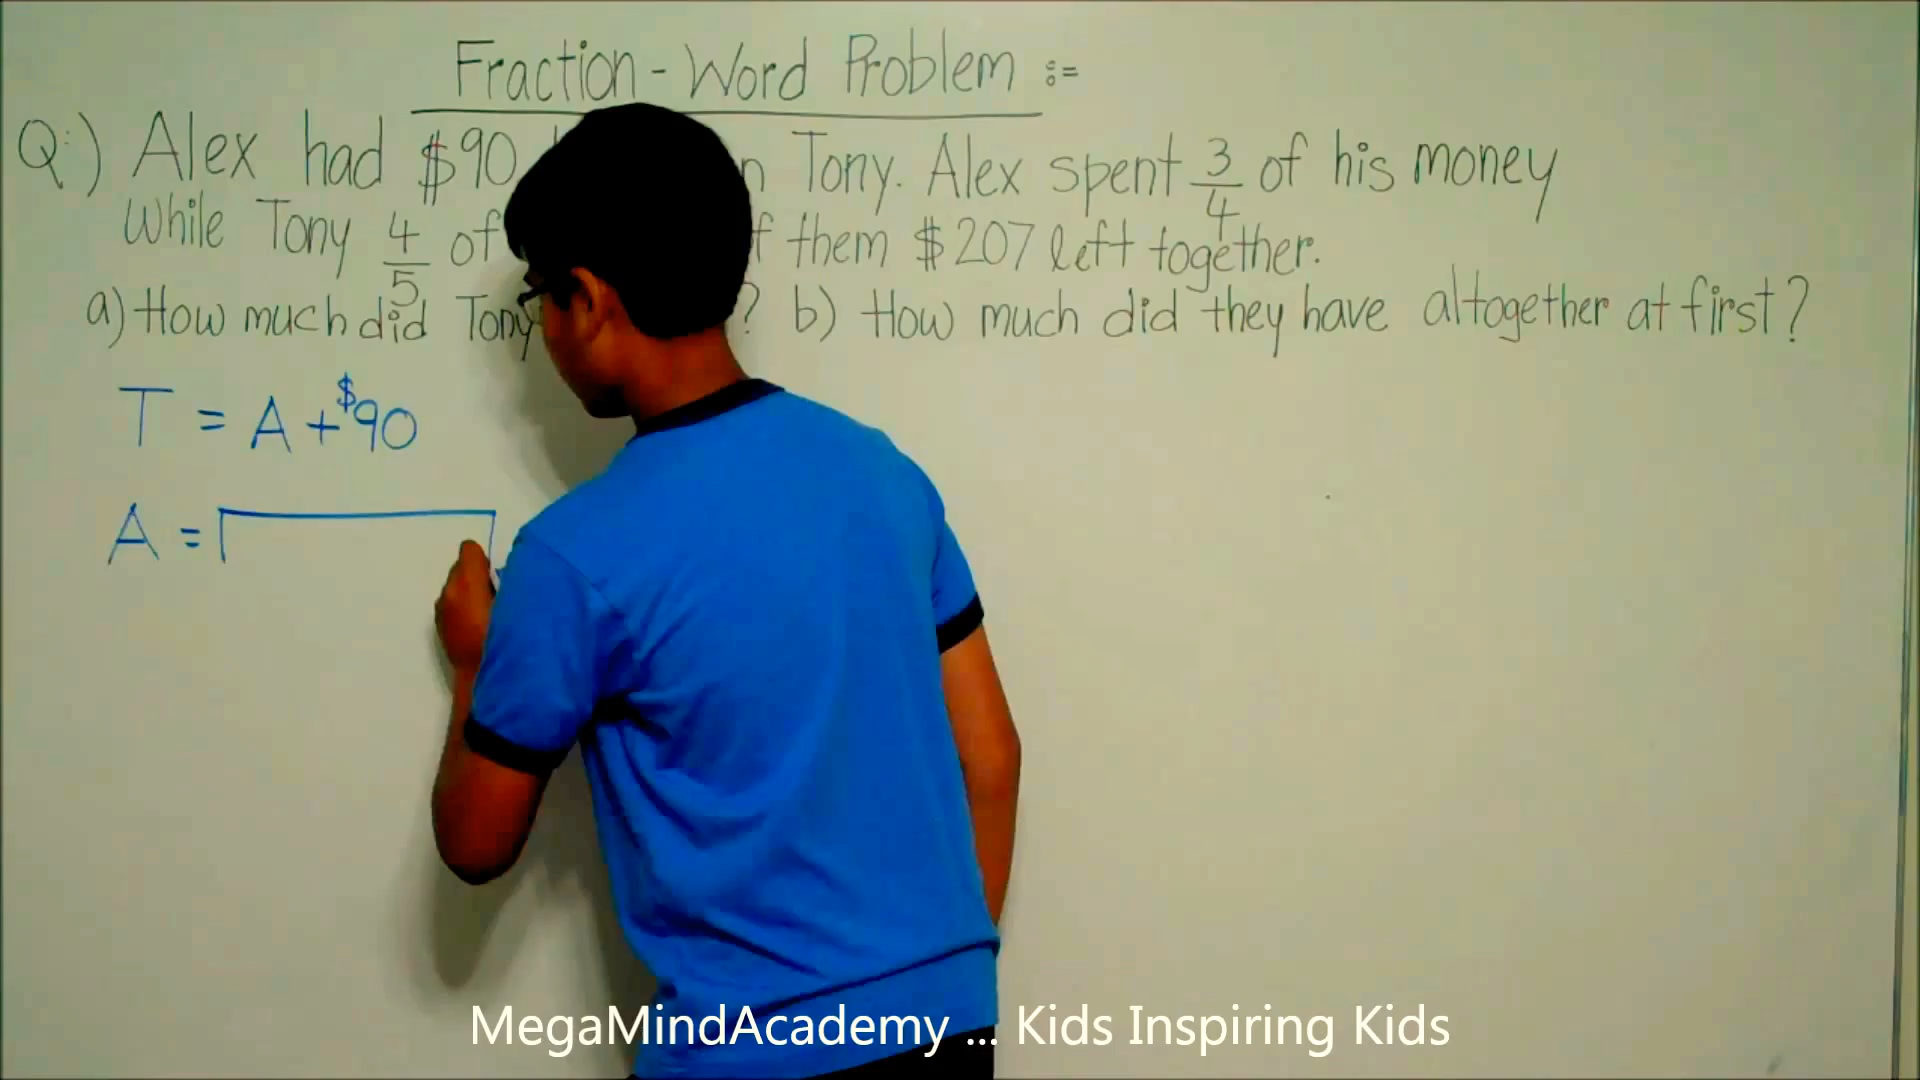 Fraction - Word Problem :=
Q:) Alex had $90 Tony. Alex spent 3/4 of his money
While Tony 4/5 of them $207 left together.
a) How much did Tony ? b) How much did they have altogether at first?
T = A + $90
A =
MegaMindAcademy ... Kids Inspiring Kids